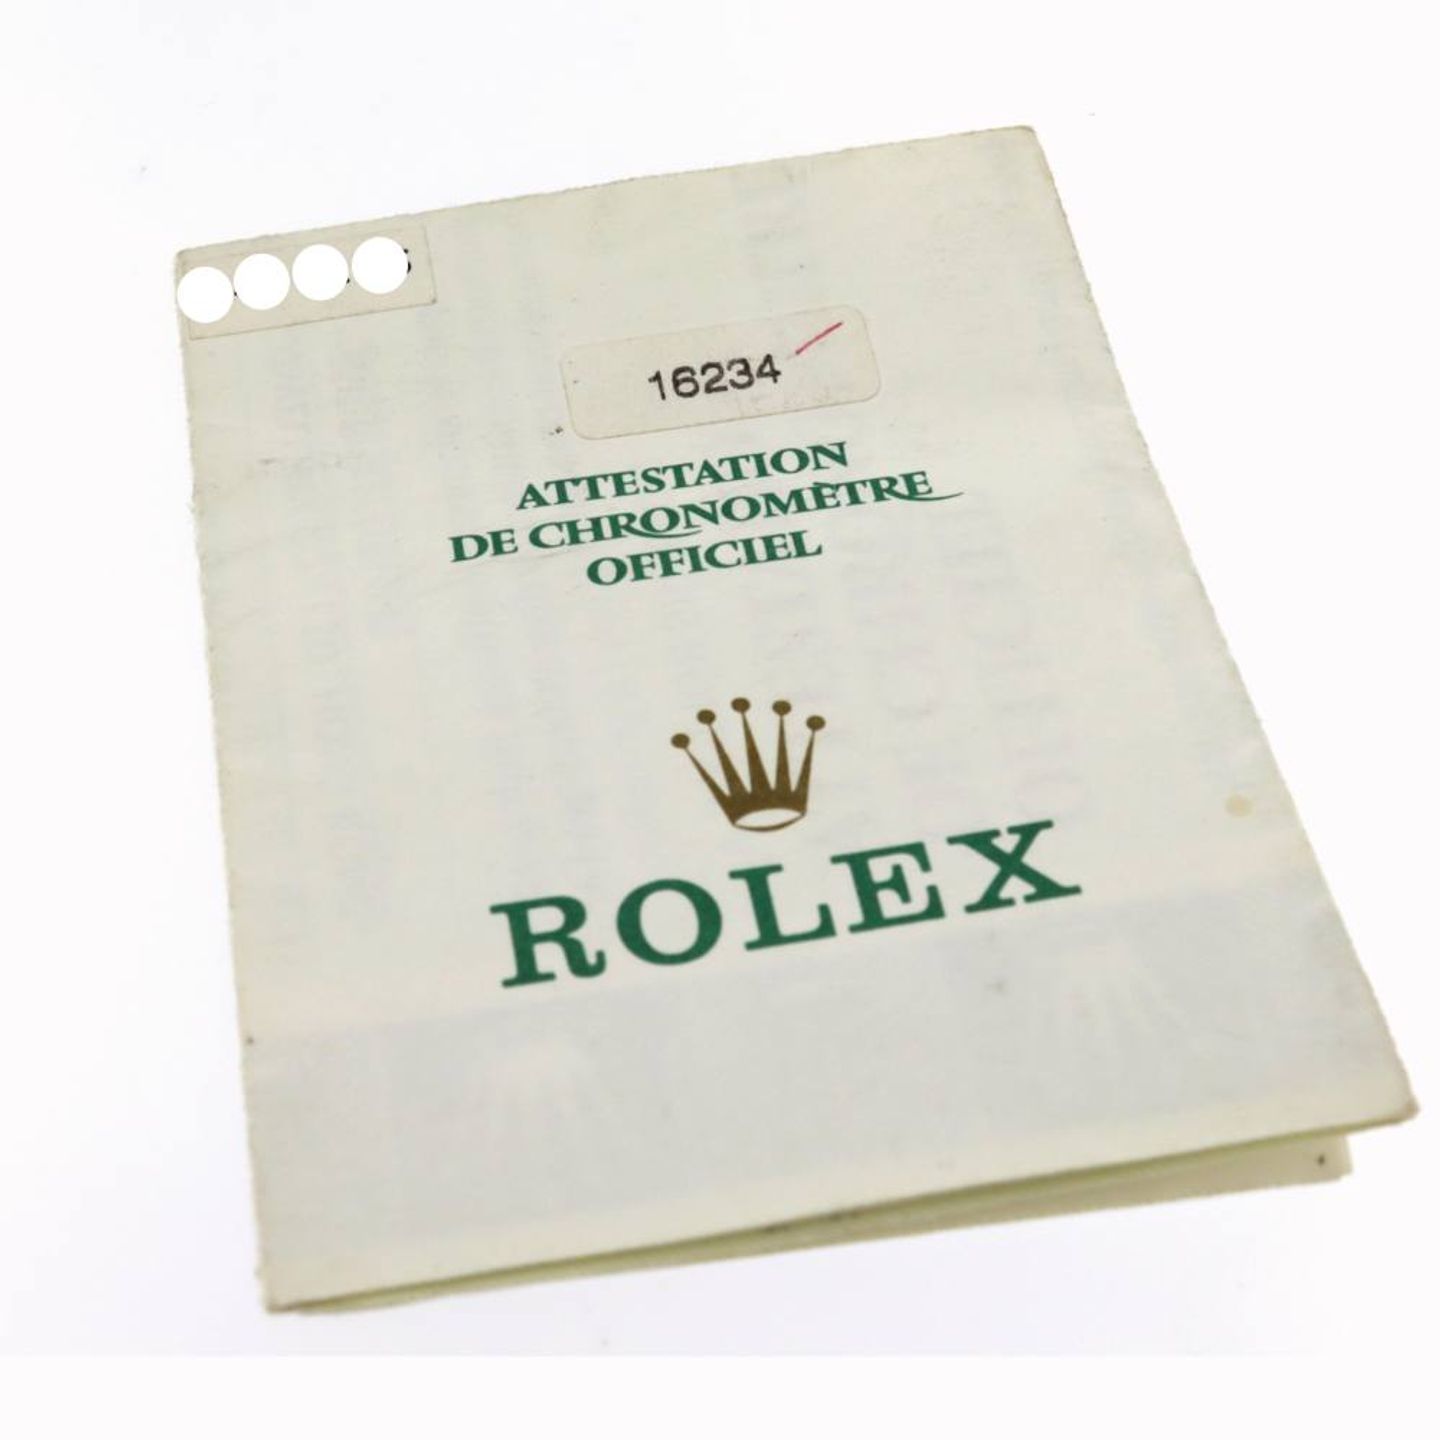 16234
ATTESTATION
DE CHRONOMÈTRE
OFFICIEL
ROLEX